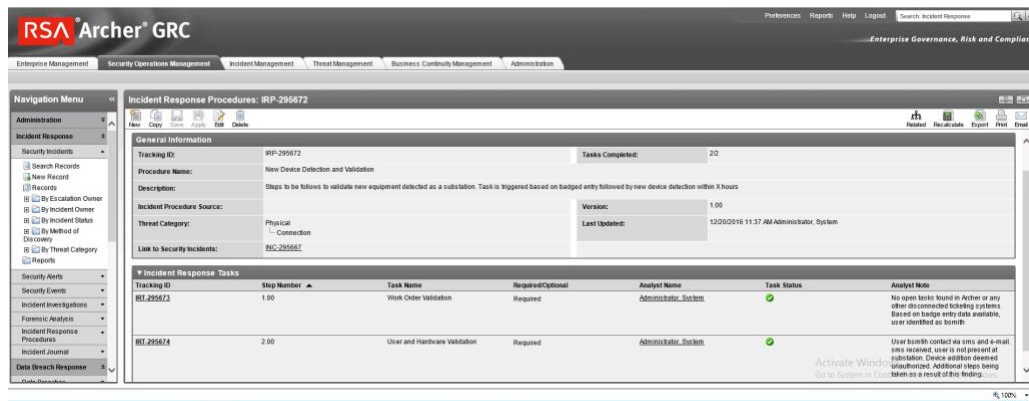 Preferences Reports Help Logout Search: Incident Response
RSA Archer GRC
Enterprise Governance, Risk and Complian
Enterprise Management Security Operations Management Incident Management Threat Management Business Continuity Management Administration
Navigation Menu
Administration
Incident Response
Security Incidents
Search Records
New Record
Records
By Escalation Owner
By Incident Owner
By Incident Status
By Method of
Discovery
By Threat Category
Reports
Security Alerts
Security Events
Incident Investigations
Forensic Analysis
Incident Response
Procedures
Incident Journal
Data Breach Response
Incident Response Procedures: IRP-295672
New Copy Save Apply Edit Delete
Related Recalculate Export Print Email
General Information
Tracking ID: IRP-295672 Tasks Completed: 2/2
Procedure Name: New Device Detection and Validation
Description: Steps to be follows to validate new equipment detected as a substation. Task is triggered based on badged entry followed by new device detection within X hours
Incident Procedure Source: Version: 1.00
Threat Category: Physical Last Updated: 12/20/2016 11:37 AM Administrator, System
Connection
Link to Security Incidents: INC-295667
Incident Response Tasks
Tracking ID Step Number Task Name Required/Optional Analyst Name Task Status Analyst Note
IRT-295673 1.00 Work Order Validation Required Administrator, System No open tasks found in Archer or any
other disconnected ticketing systems.
Based on badge entry data available,
user identified as bsmith
IRT-295674 2.00 User and Hardware Validation Required Administrator, System User bsmtih contact via sms and e-mail.
sms received, user is not present at
substation. Device addition deemed
unauthorized. Additional steps being
taken as a result of this finding.
Activate Windows
Go to System in
100%